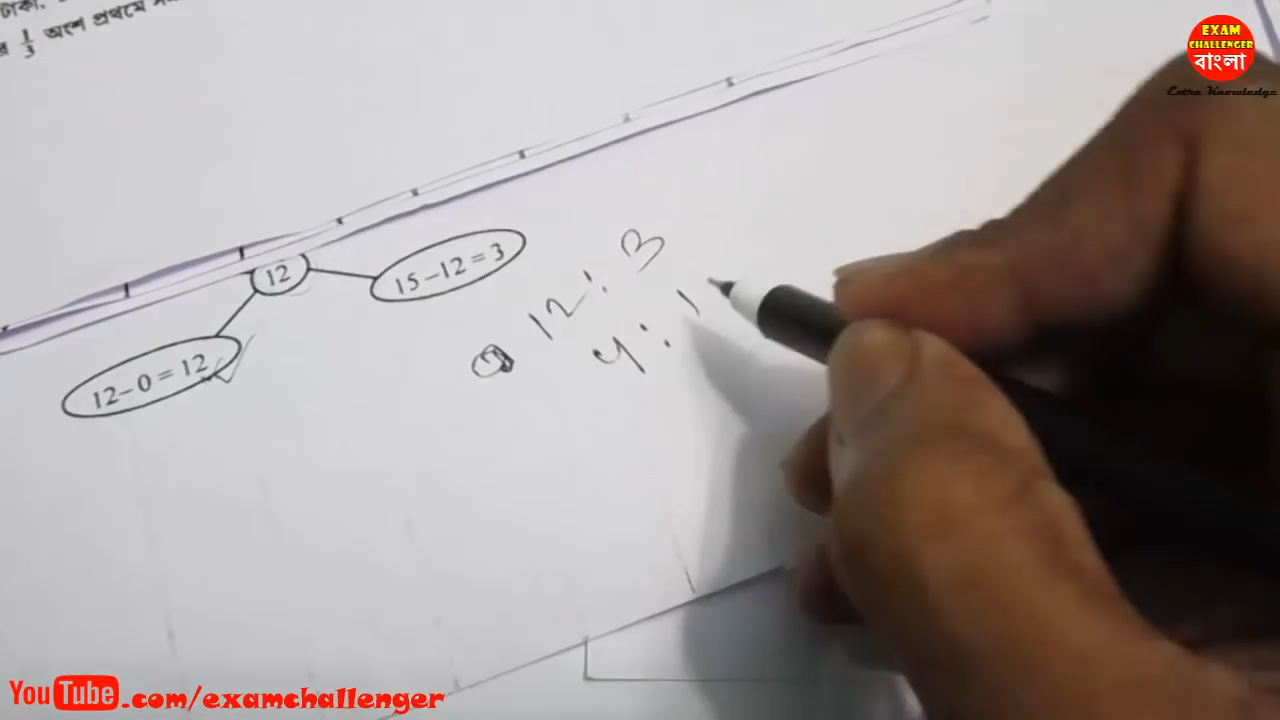 টাকা,
র 1/3 অংশ প্রথমে
EXAM
CHALLENGER
বাংলা
Extra Knowledge
12
15–12=3
12–0=12
12:3
4:1
YouTube.com/examchallenger